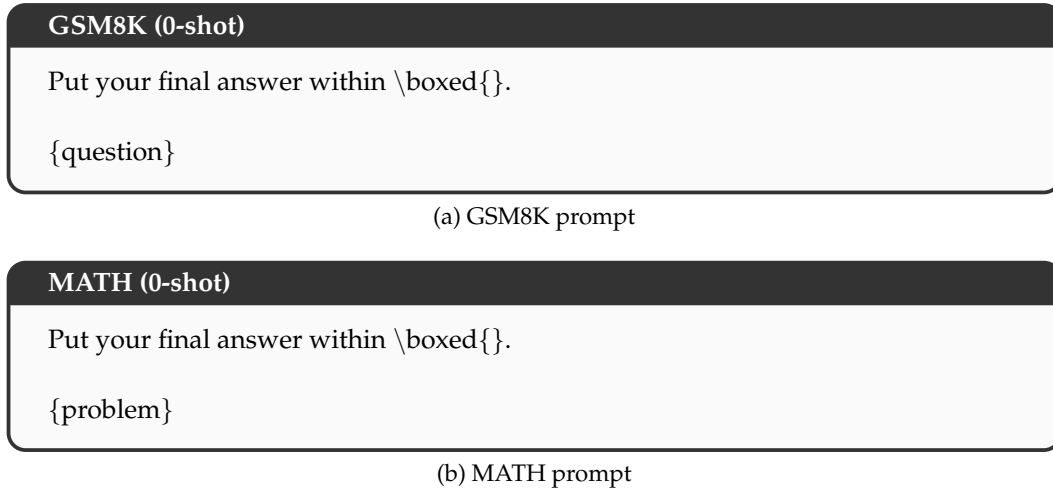 GSM8K (0-shot)
Put your final answer within \boxed{}.
{question}
(a) GSM8K prompt
MATH (0-shot)
Put your final answer within \boxed{}.
{problem}
(b) MATH prompt